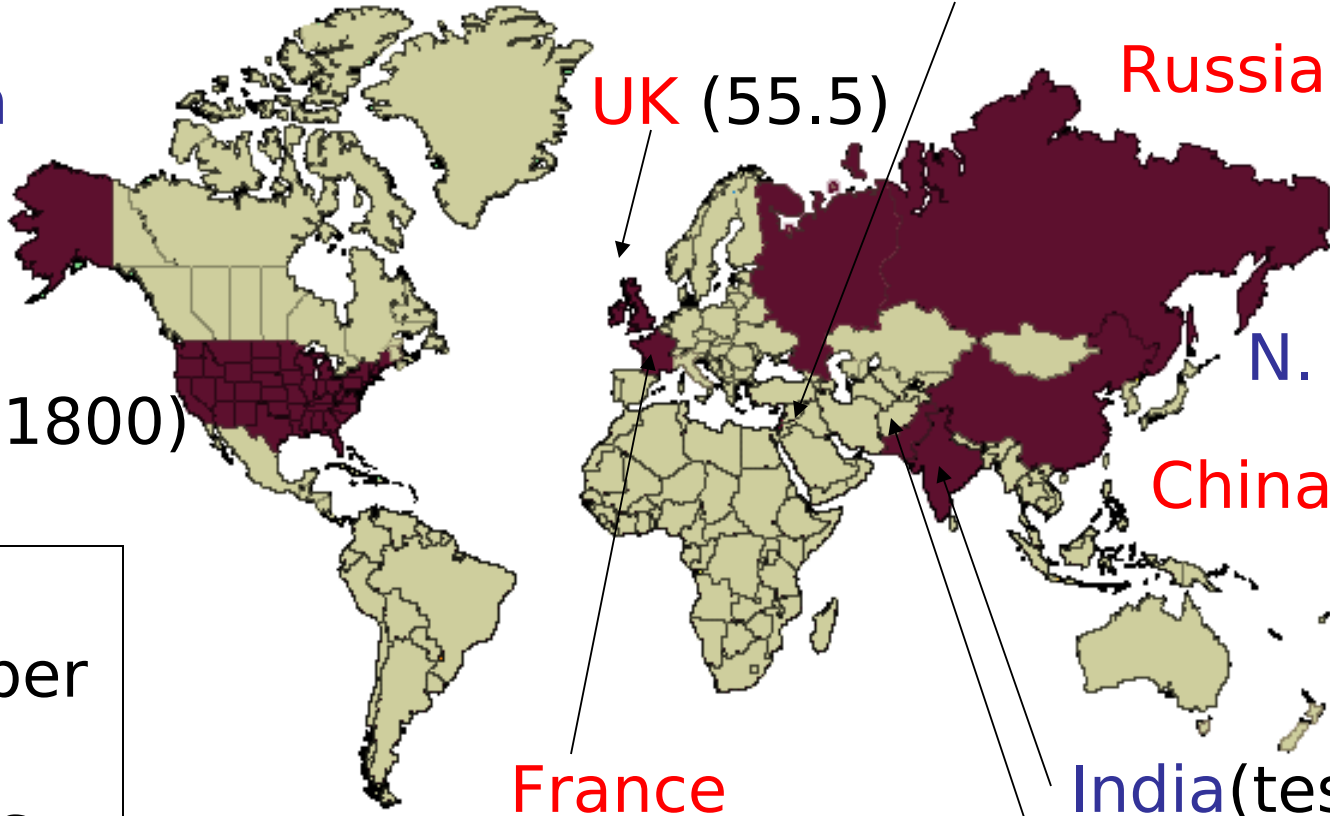 Russia
UK (55.5)
N.
1800)
China
per
France
India(tes